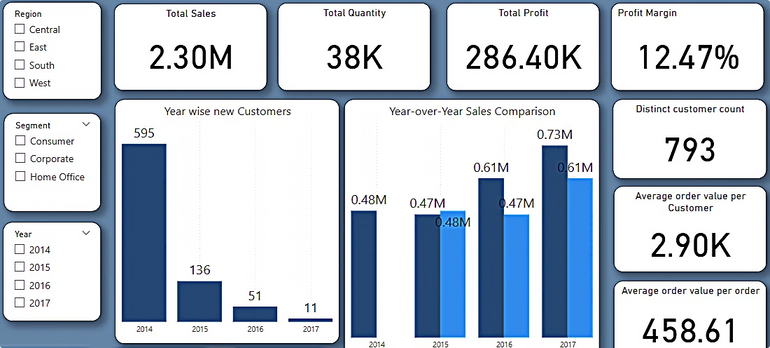 Region
Central
East
South
West
Total Sales
2.30M
Total Quantity
38K
Total Profit
286.40K
Profit Margin
12.47%
Segment
Consumer
Corporate
Home Office
Year
2014
2015
2016
2017
Year wise new Customers
595
136
51
11
2014 2015 2016 2017
Year-over-Year Sales Comparison
0.48M
0.47M
0.48M
0.61M
0.47M
0.73M
0.61M
2014 2015 2016 2017
Distinct customer count
793
Average order value per
Customer
2.90K
Average order value per order
458.61